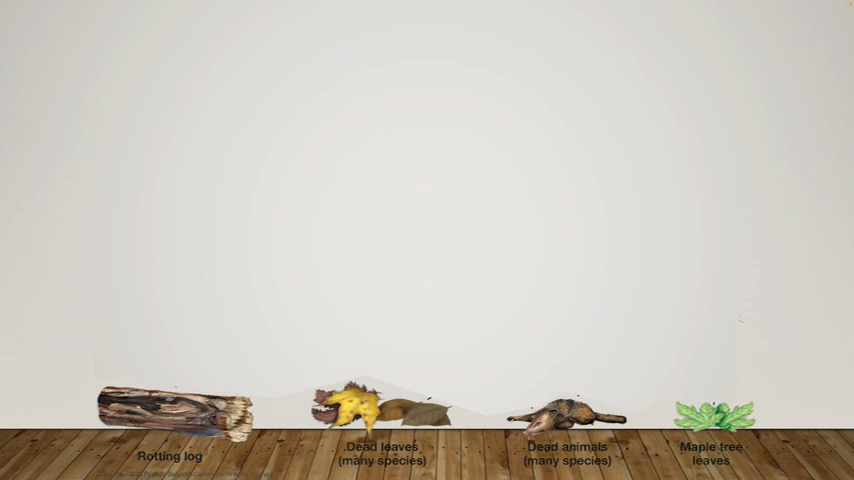 Rotting log
Dead leaves
(many species)
Dead animals
(many species)
Maple tree
leaves